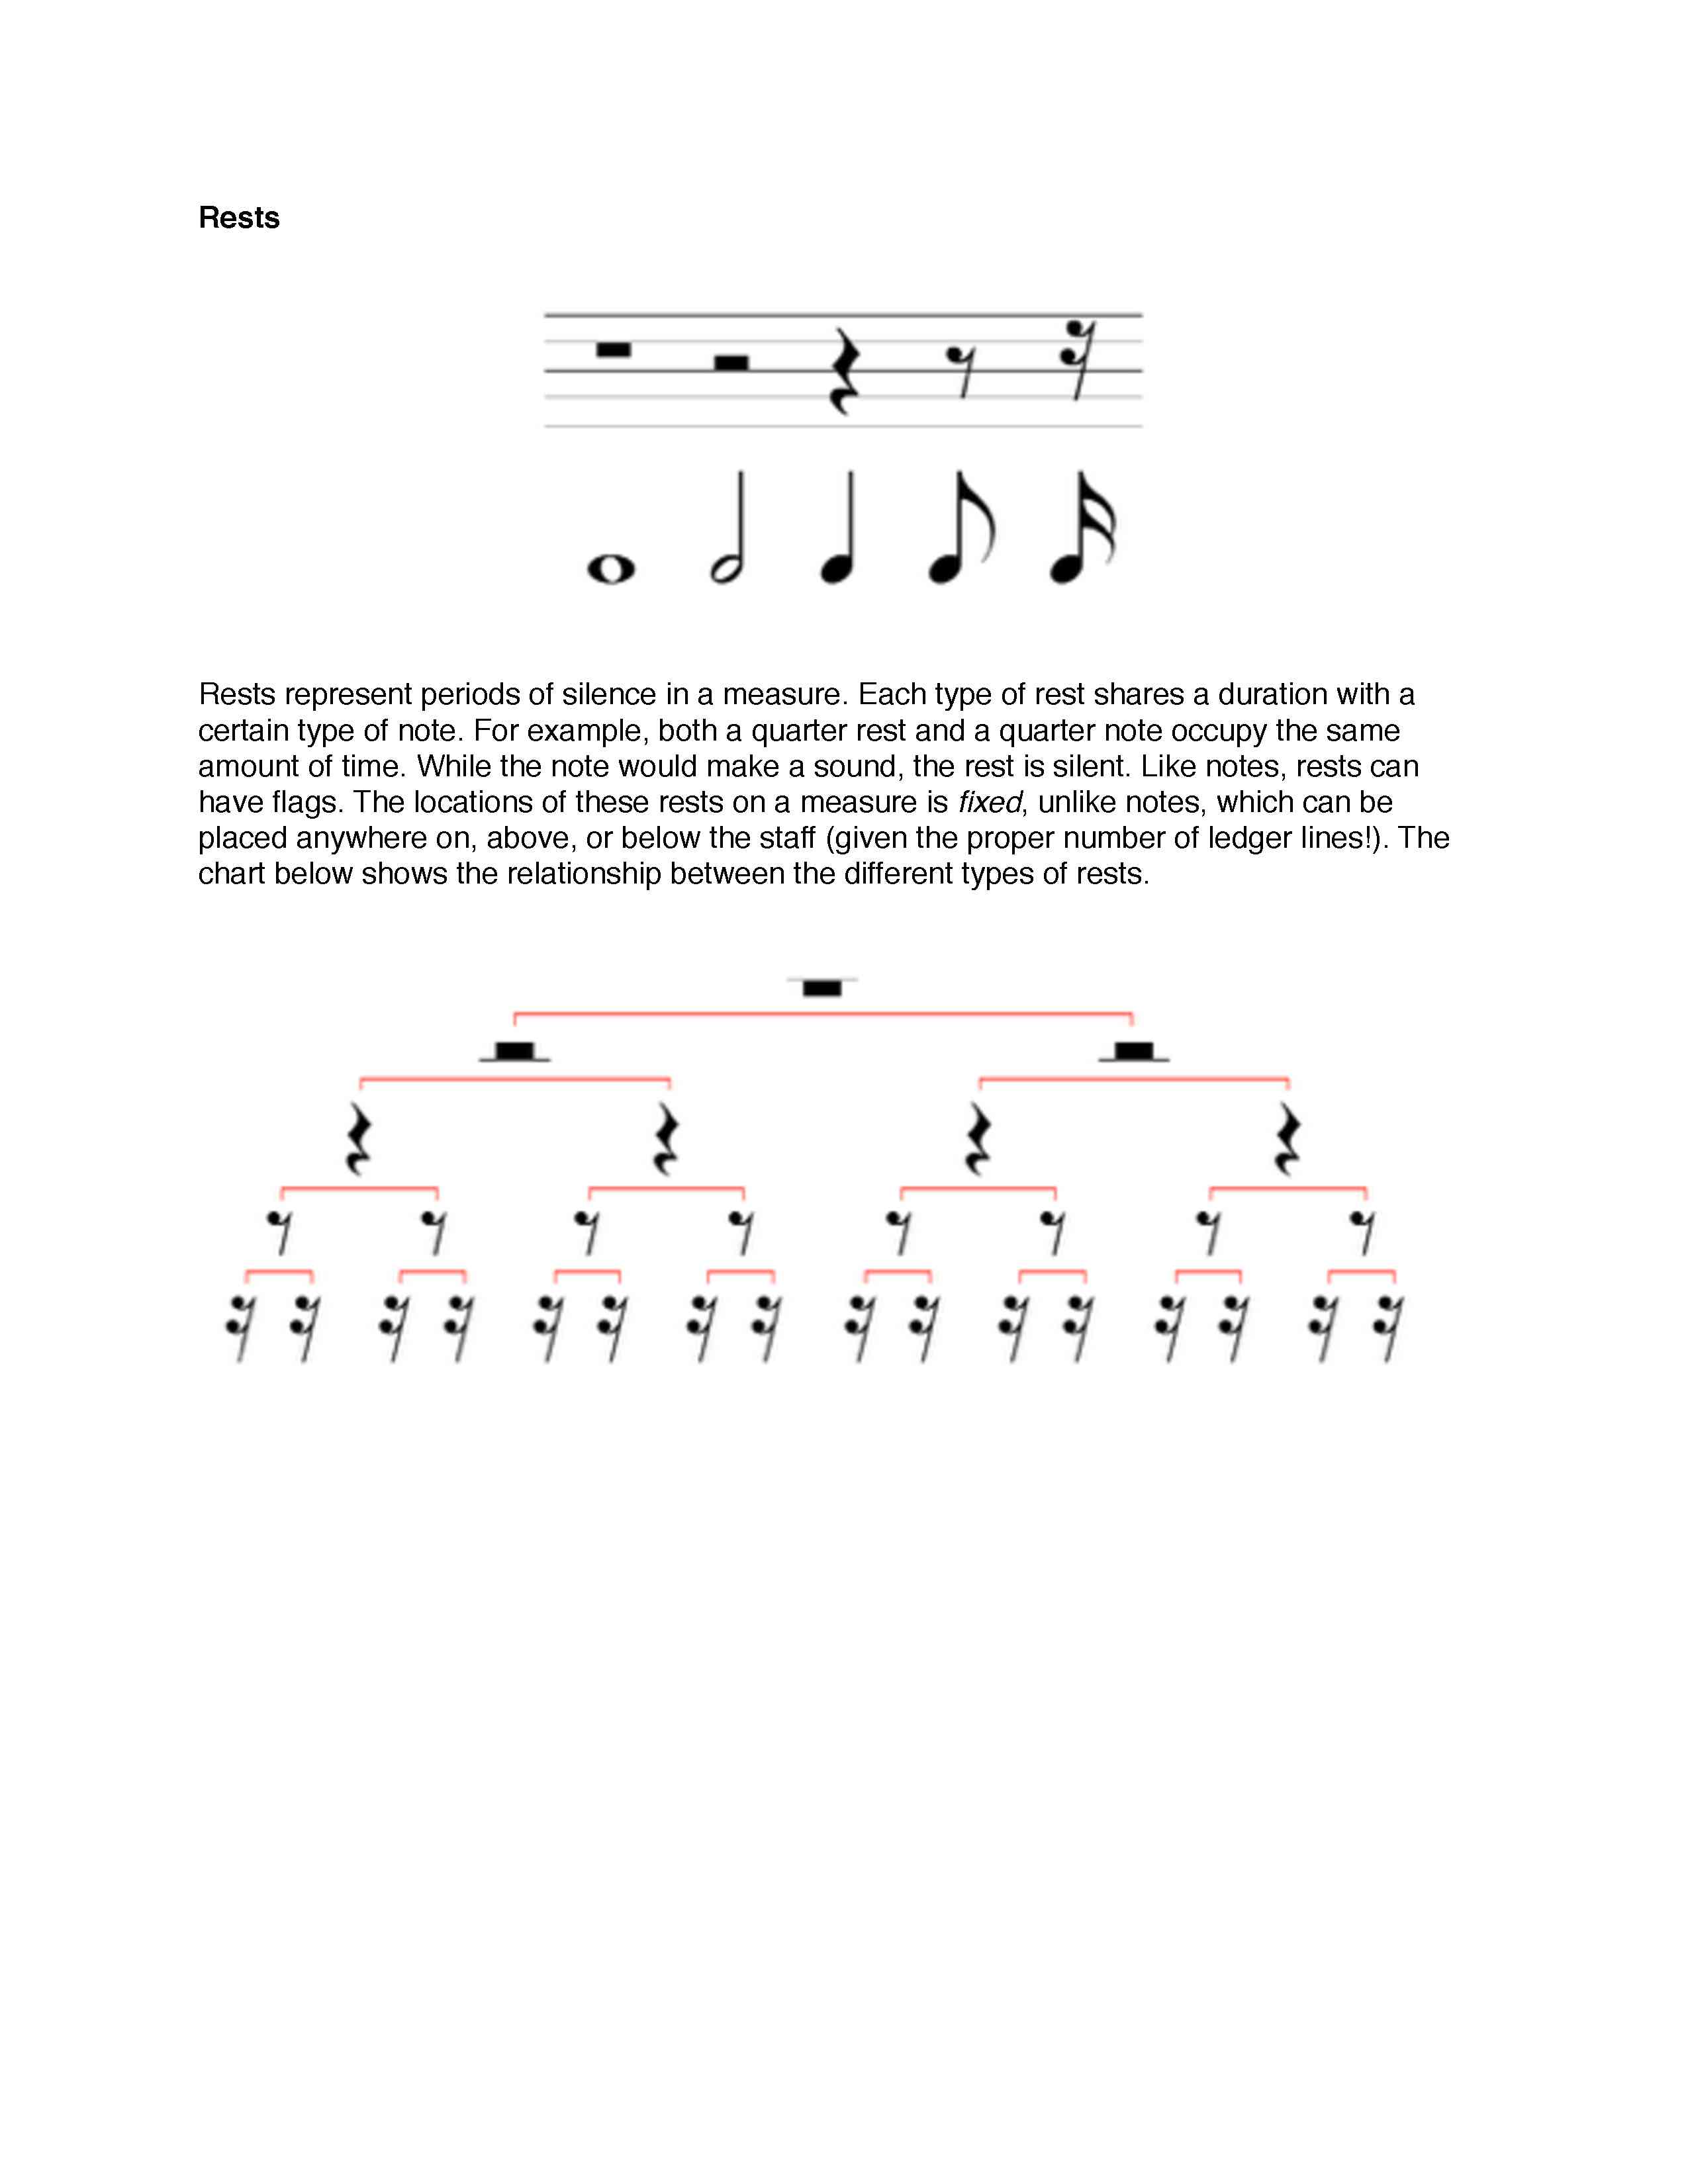 Rests
Rests represent periods of silence in a measure. Each type of rest shares a duration with a
certain type of note. For example, both a quarter rest and a quarter note occupy the same
amount of time. While the note would make a sound, the rest is silent. Like notes, rests can
have flags. The locations of these rests on a measure is fixed, unlike notes, which can be
placed anywhere on, above, or below the staff (given the proper number of ledger lines!). The
chart below shows the relationship between the different types of rests.